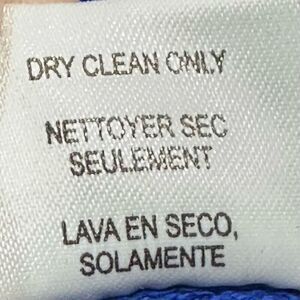 DRY CLEAN ONLY
NETTOYER SEC
SEULEMENT
LAVA EN SECO,
SOLAMENTE